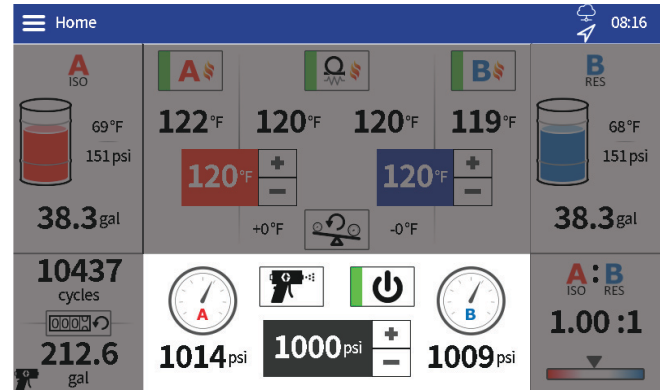 Home
08:16
A
ISO
69°F
151 psi
38.3 gal
A
B
122°F
120°F
120°F
119°F
120°F
+
−
120°F
+
−
+0°F
-0°F
B
RES
68°F
151 psi
38.3 gal
10437
cycles
000
212.6
gal
A
1014 psi
1000 psi
+
−
B
1009 psi
A:B
ISO RES
1.00 :1